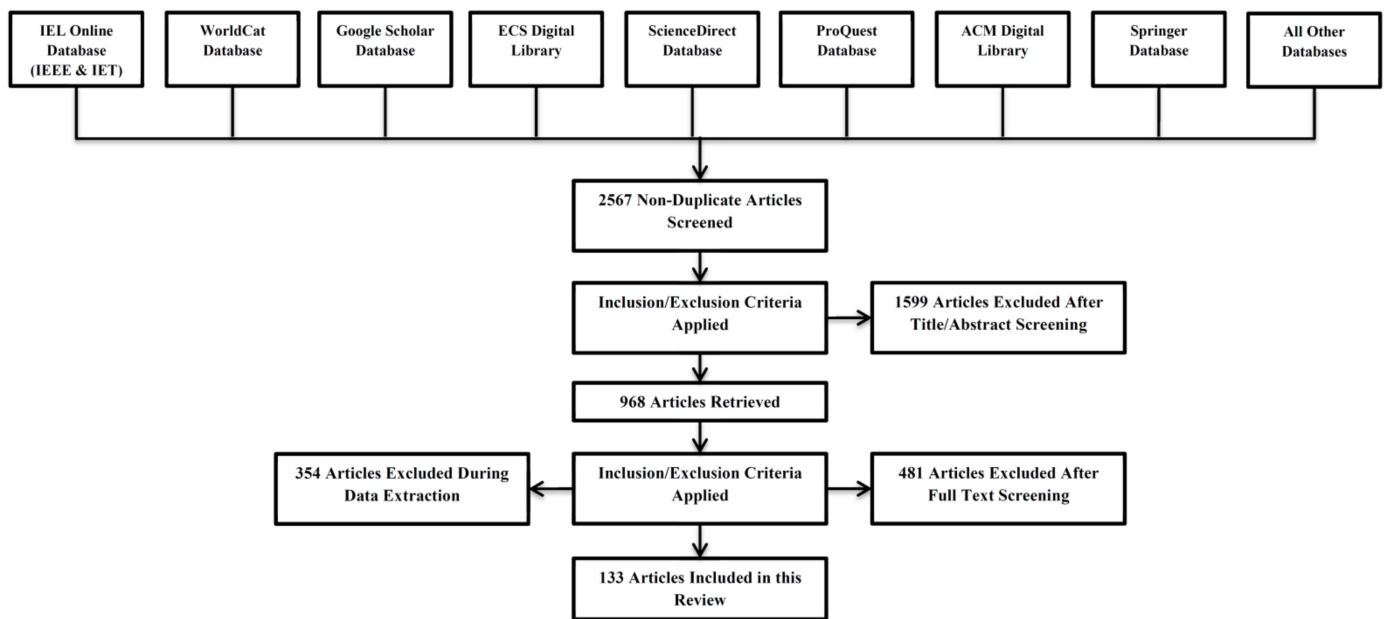 IEL Online
Database
(IEEE & IET)
WorldCat
Database
Google Scholar
Database
ECS Digital
Library
ScienceDirect
Database
ProQuest
Database
ACM Digital
Library
Springer
Database
All Other
Databases
2567 Non-Duplicate Articles
Screened
Inclusion/Exclusion Criteria
Applied
1599 Articles Excluded After
Title/Abstract Screening
968 Articles Retrieved
354 Articles Excluded During
Data Extraction
Inclusion/Exclusion Criteria
Applied
481 Articles Excluded After
Full Text Screening
133 Articles Included in this
Review